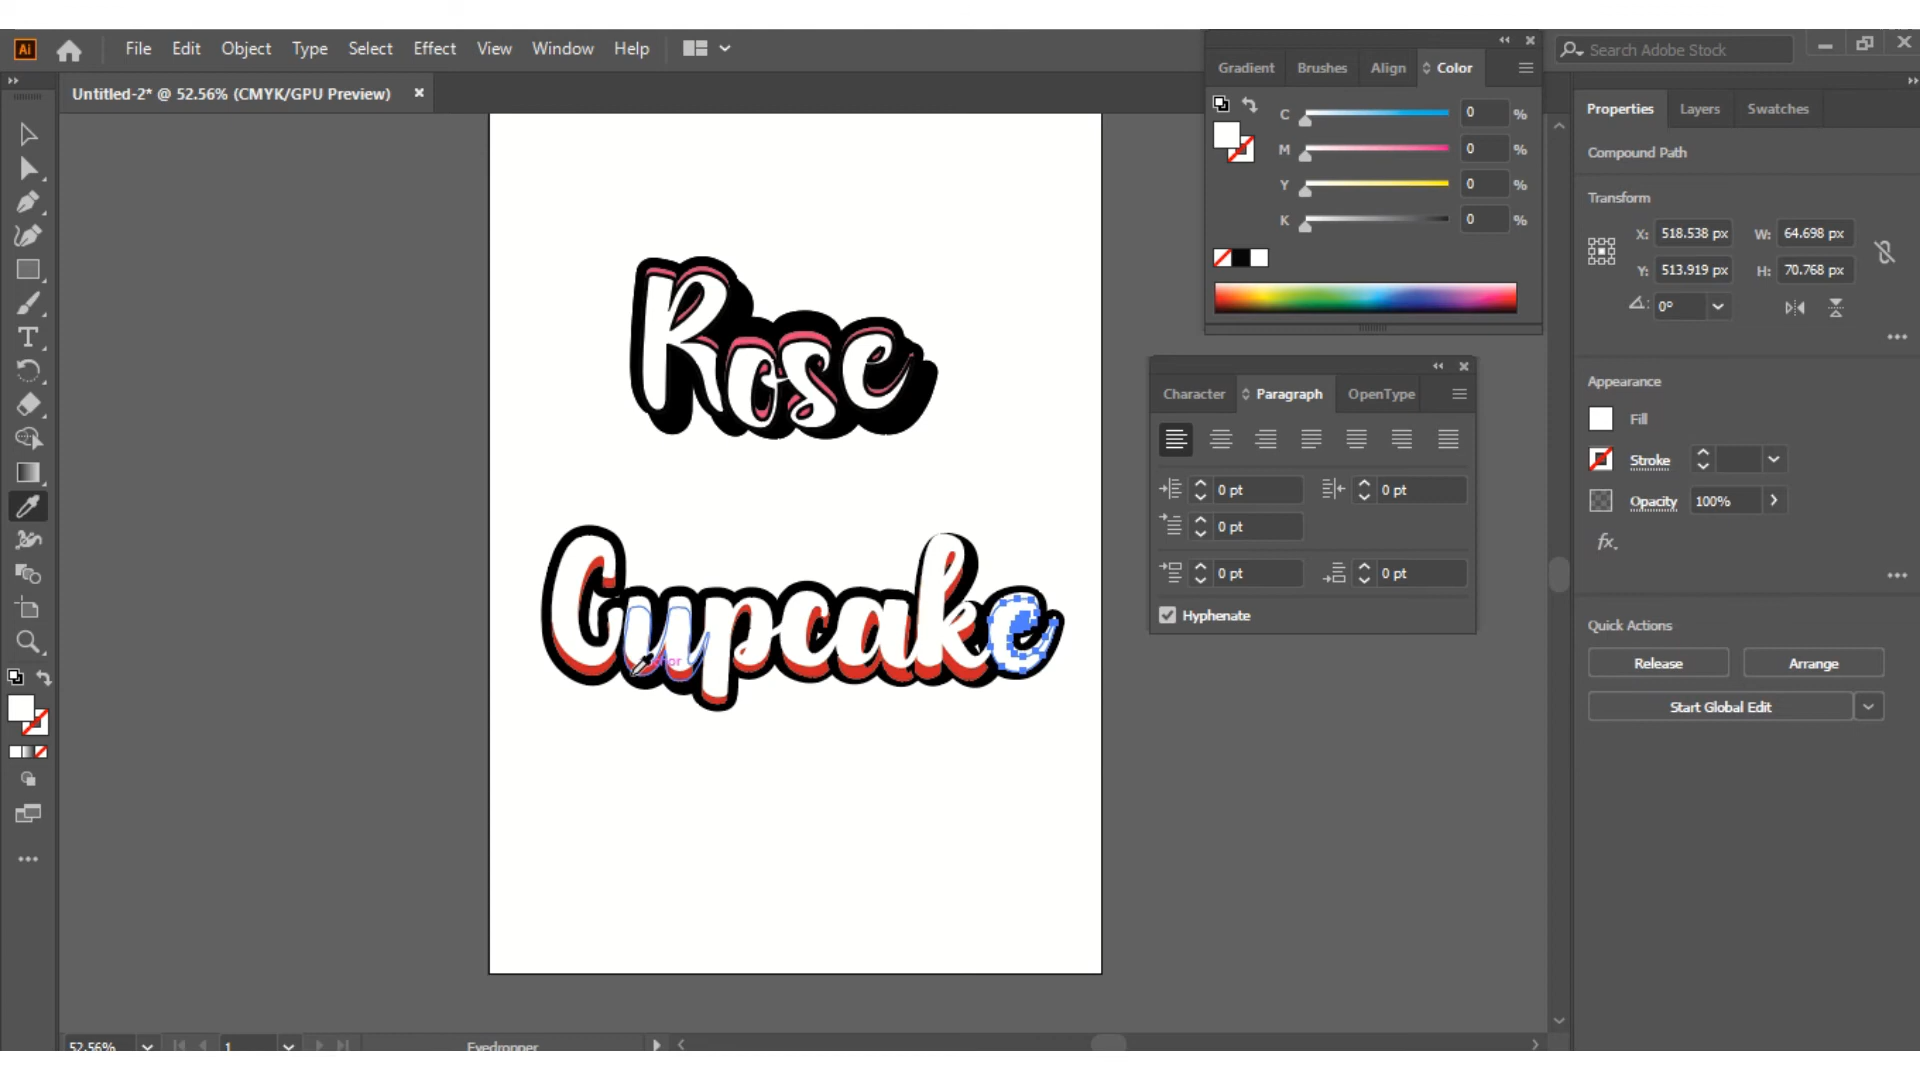 Ai File Edit Object Type Select Effect View Window Help
Search Adobe Stock
Untitled-2* @ 52.56% (CMYK/GPU Preview) ×
Gradient Brushes Align Color
C 0 %
M 0 %
Y 0 %
K 0 %
Properties Layers Swatches
Compound Path
Transform
X: 518.538 px W: 64.698 px
Y: 513.919 px H: 70.768 px
0°
Appearance
Fill
Stroke
Opacity 100%
fx.
Quick Actions
Release Arrange
Start Global Edit
Character Paragraph OpenType
0 pt 0 pt
0 pt
0 pt 0 pt
Hyphenate
Rose
Cupcake
52.56% 1 Eyedropper